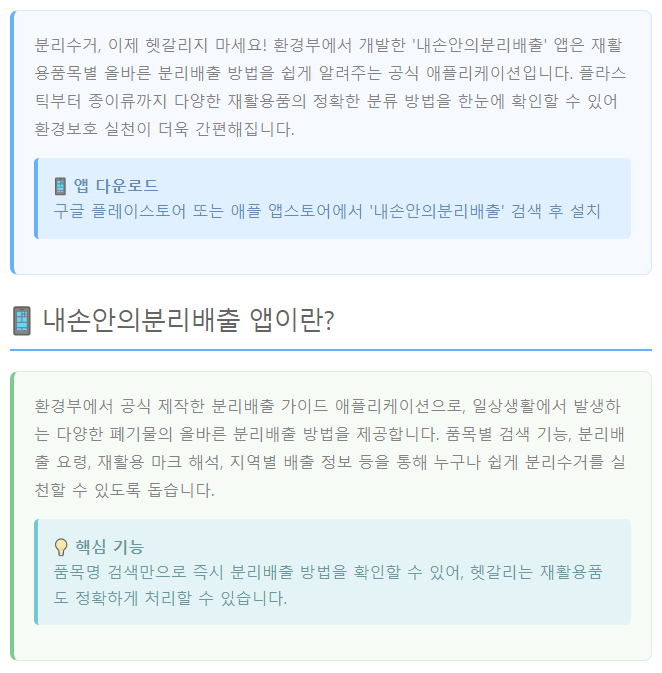 분리수거, 이제 헷갈리지 마세요! 환경부에서 개발한 '내손안의분리배출' 앱은 재활
용품목별 올바른 분리배출 방법을 쉽게 알려주는 공식 애플리케이션입니다. 플라스
틱부터 종이류까지 다양한 재활용품의 정확한 분류 방법을 한눈에 확인할 수 있어
환경보호 실천이 더욱 간편해집니다.
앱 다운로드
구글 플레이스토어 또는 애플 앱스토어에서 '내손안의분리배출' 검색 후 설치
내손안의분리배출 앱이란?
환경부에서 공식 제작한 분리배출 가이드 애플리케이션으로, 일상생활에서 발생하
는 다양한 폐기물의 올바른 분리배출 방법을 제공합니다. 품목별 검색 기능, 분리배
출 요령, 재활용 마크 해석, 지역별 배출 정보 등을 통해 누구나 쉽게 분리수거를 실
천할 수 있도록 돕습니다.
핵심 기능
품목명 검색만으로 즉시 분리배출 방법을 확인할 수 있어, 헷갈리는 재활용품
도 정확하게 처리할 수 있습니다.